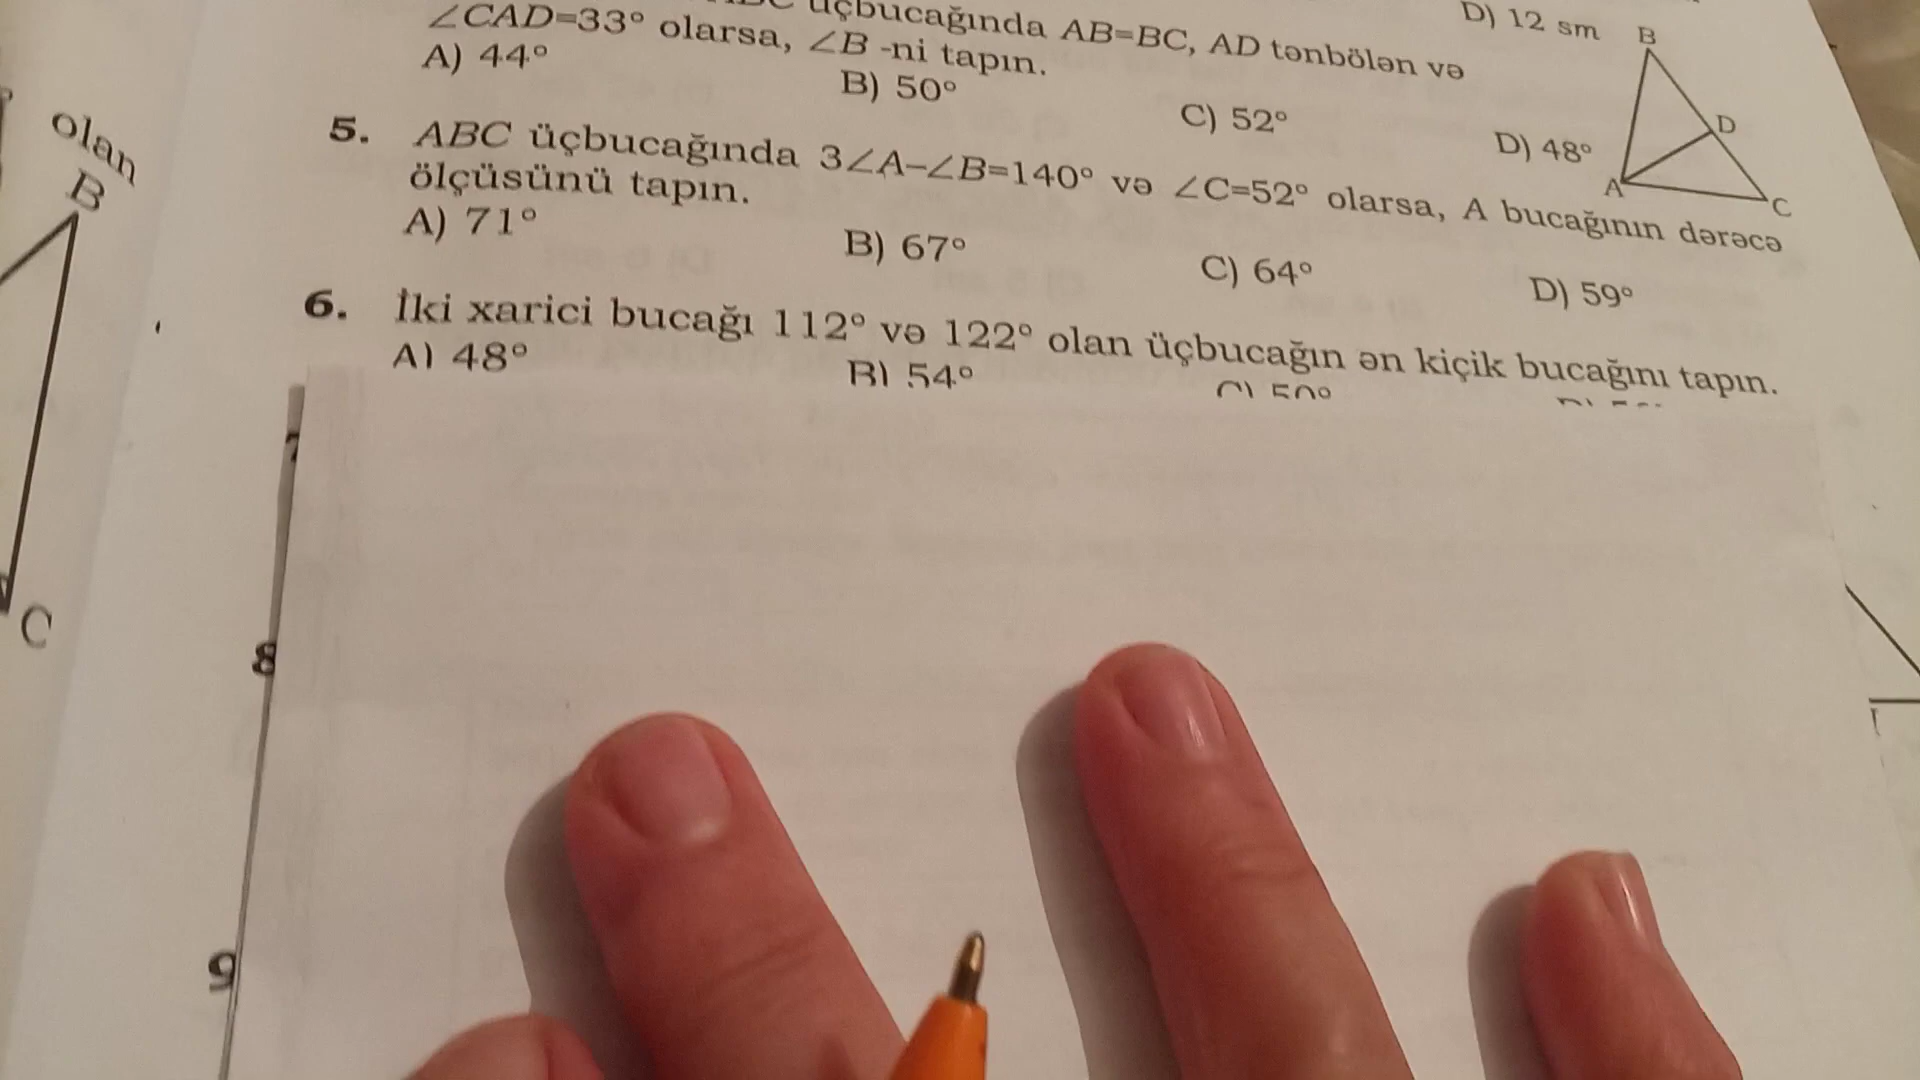 üçbucağında AB=BC, AD tənbölən və
D) 12 sm
∠CAD=33° olarsa, ∠B -ni tapın.
A) 44°
B) 50°
C) 52°
D) 48°
B
D
A
C
5. ABC üçbucağında 3∠A–∠B=140° və ∠C=52° olarsa, A bucağının dərəcə
ölçüsünü tapın.
A) 71°
B) 67°
C) 64°
D) 59°
6. İki xarici bucağı 112° və 122° olan üçbucağın ən kiçik bucağını tapın.
A) 48°
B) 54°
C) 50°
8
9
olan
B
C